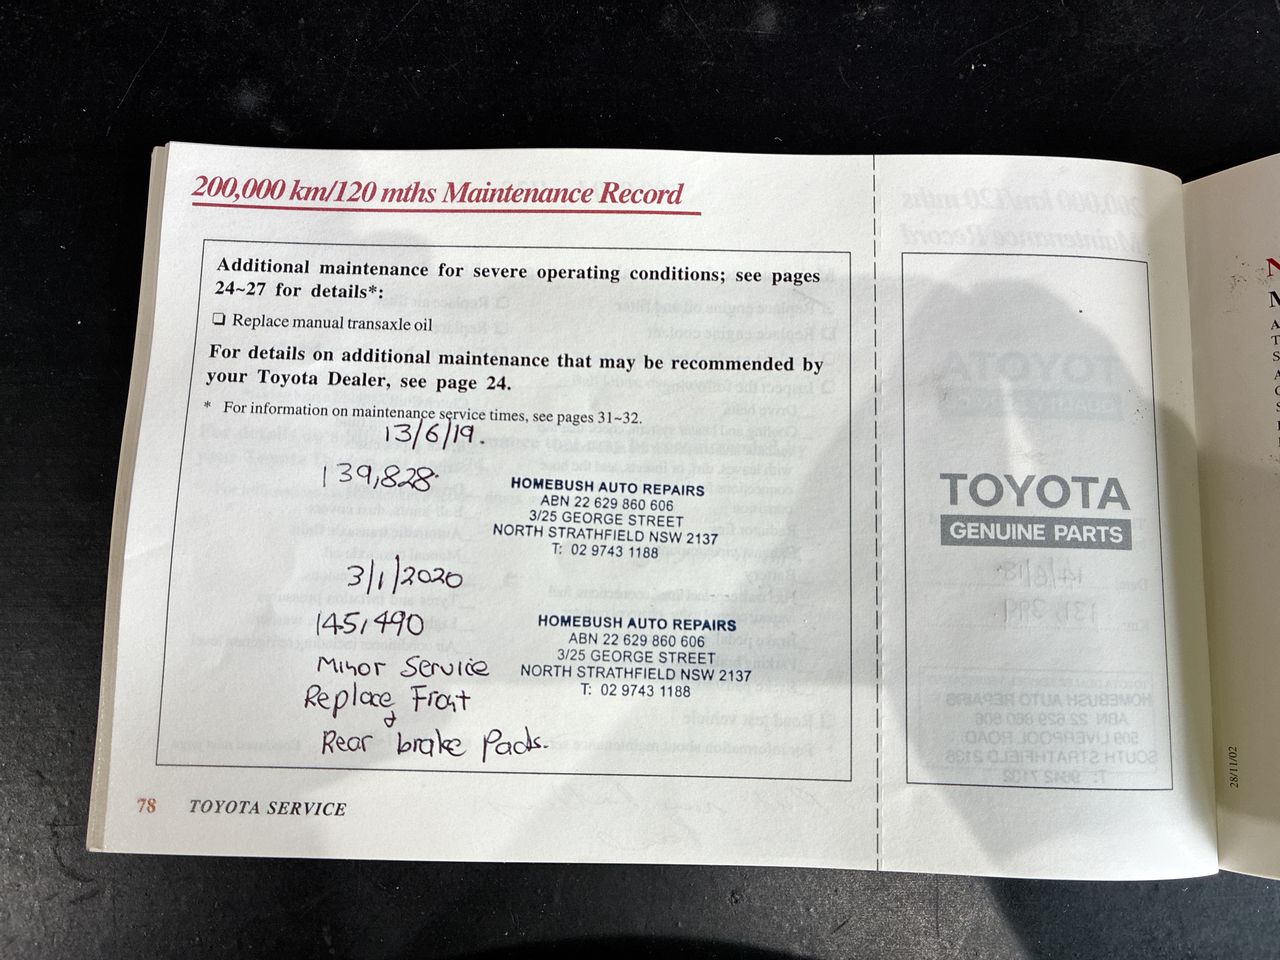 200,000 km/120 mths Maintenance Record
Additional maintenance for severe operating conditions; see pages
24~27 for details*:
❑ Replace manual transaxle oil
For details on additional maintenance that may be recommended by
your Toyota Dealer, see page 24.
* For information on maintenance service times, see pages 31~32.
13/6/19.
139,828.
HOMEBUSH AUTO REPAIRS
ABN 22 629 860 606
3/25 GEORGE STREET
NORTH STRATHFIELD NSW 2137
T: 02 9743 1188
3/1/2020
145,490
Minor Service
Replace Front
&
Rear brake Pads.
HOMEBUSH AUTO REPAIRS
ABN 22 629 860 606
3/25 GEORGE STREET
NORTH STRATHFIELD NSW 2137
T: 02 9743 1188
78 TOYOTA SERVICE
TOYOTA
GENUINE PARTS
28/11/02